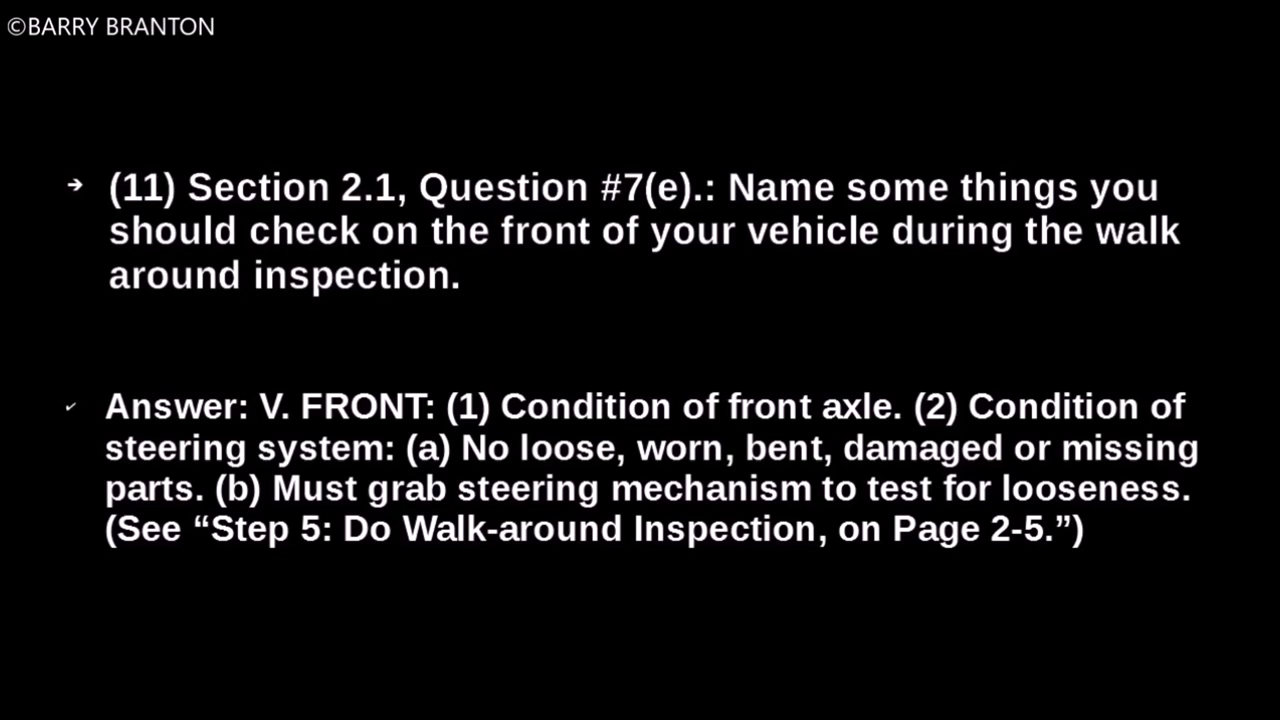 ©BARRY BRANTON
➔ (11) Section 2.1, Question #7(e).: Name some things you
should check on the front of your vehicle during the walk
around inspection.
✓ Answer: V. FRONT: (1) Condition of front axle. (2) Condition of
steering system: (a) No loose, worn, bent, damaged or missing
parts. (b) Must grab steering mechanism to test for looseness.
(See “Step 5: Do Walk-around Inspection, on Page 2-5.”)